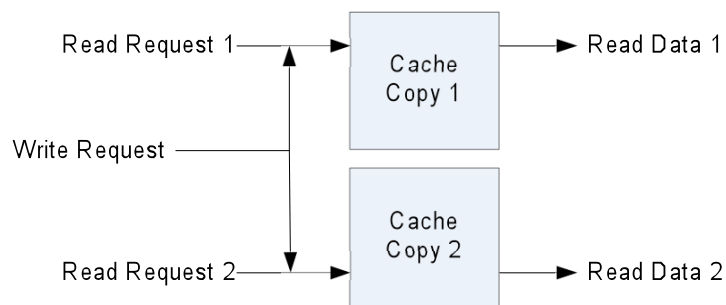 Read Request 1
Cache
Copy 1
Read Data 1
Write Request
Read Request 2
Cache
Copy 2
Read Data 2